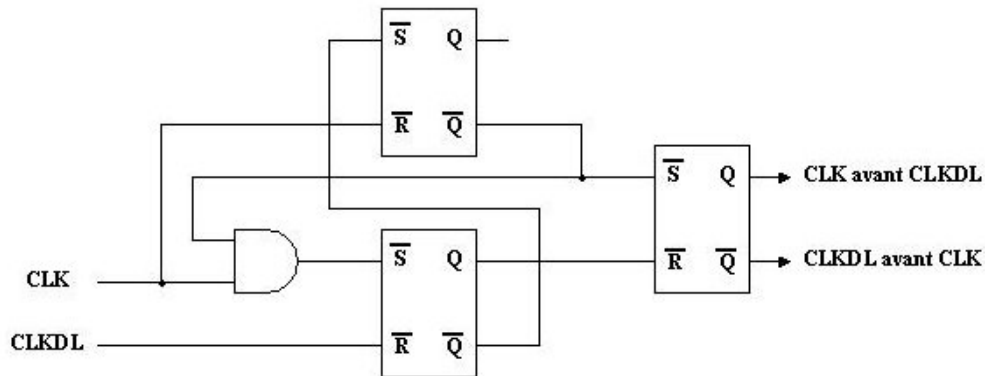 S̅ Q
R̅ Q̅
S̅ Q CLK avant CLKDL
S̅ Q R̅ Q̅ CLKDL avant CLK
CLK
CLKDL R̅ Q̅